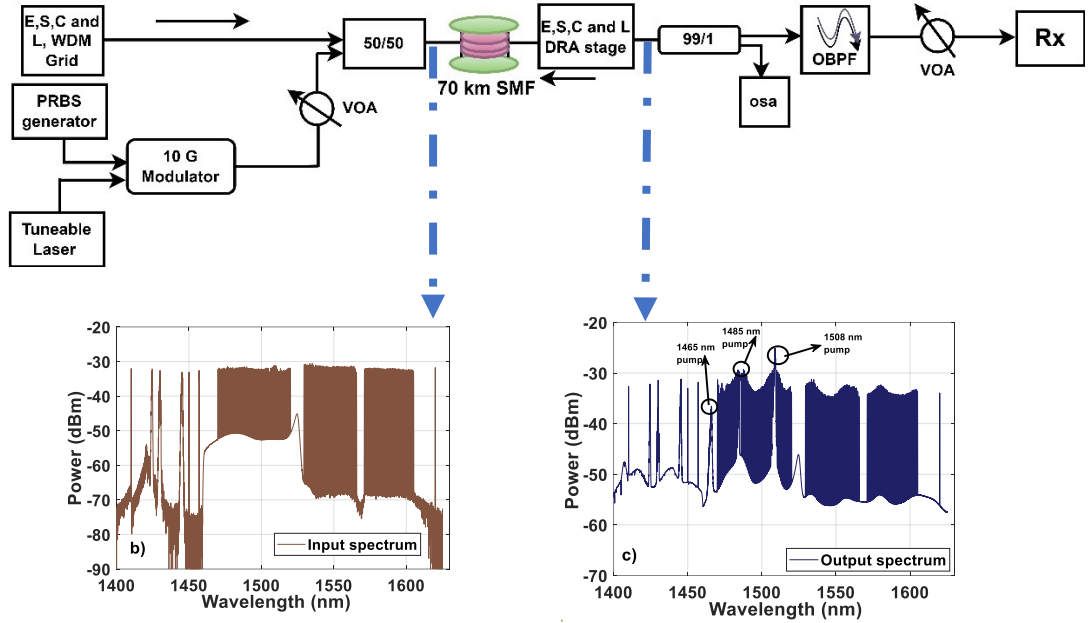 E,S,C and
L, WDM
Grid
50/50
70 km SMF
E,S,C and L
DRA stage
99/1
osa
OBPF
VOA
Rx
PRBS
generator
VOA
10 G
Modulator
Tuneable
Laser
-20
-30
-40
-50
-60
-70
-80
-90
Power (dBm)
b)
Input spectrum
1400
1450
1500
1550
1600
Wavelength (nm)
-20
-30
-40
-50
-60
-70
Power (dBm)
1465 nm
pump
1485 nm
pump
1508 nm
pump
c)
Output spectrum
1400
1450
1500
1550
1600
Wavelength (nm)